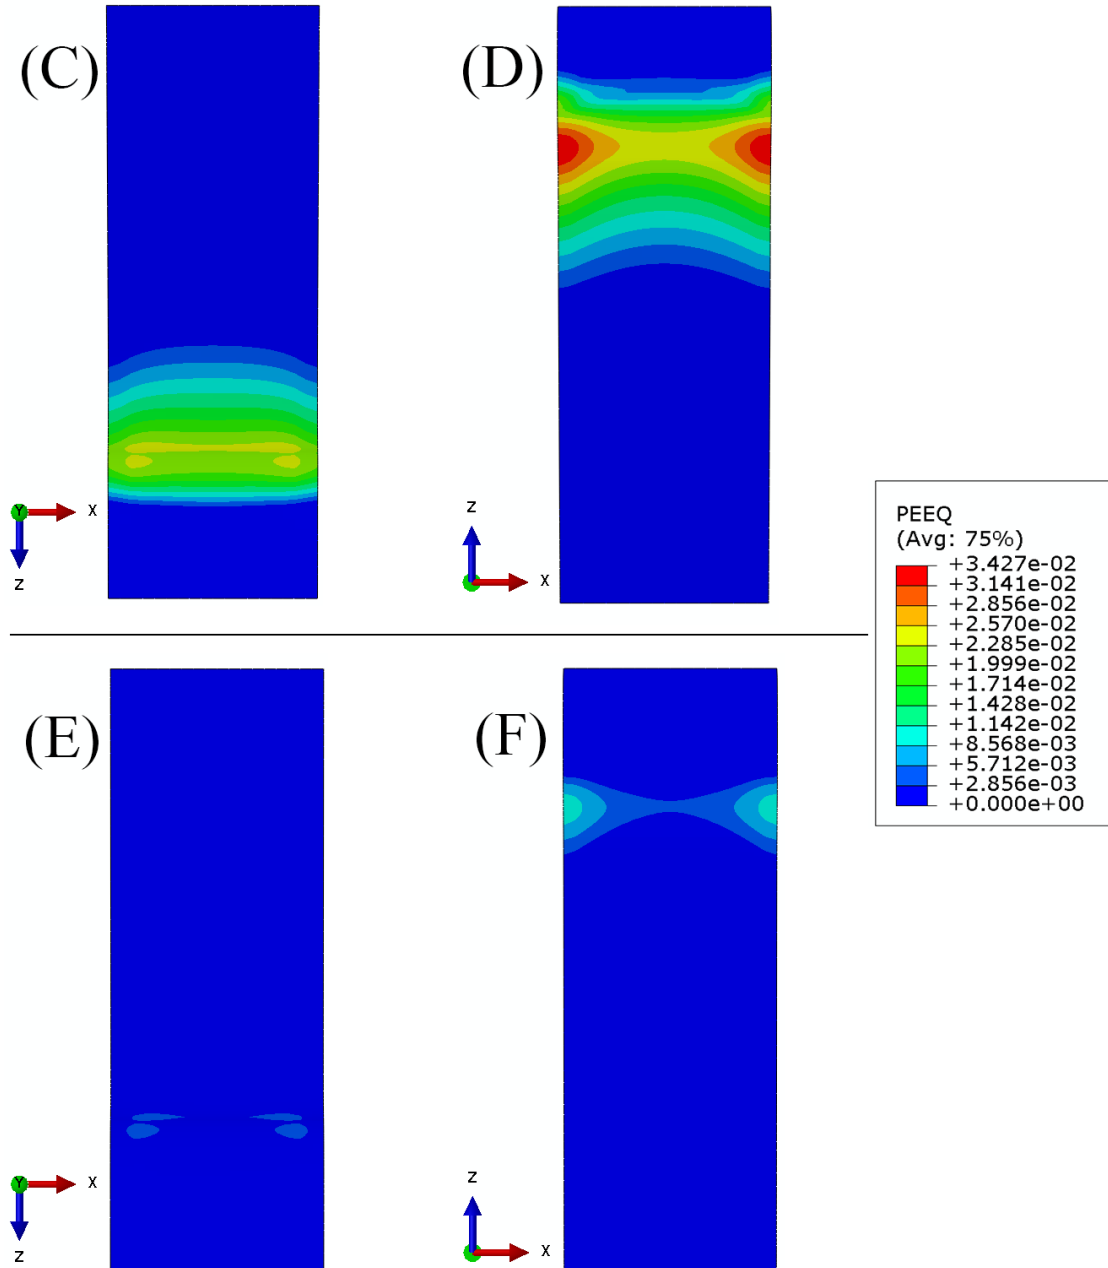 (C)
(D)
Y
X
Z
Z
X
PEEQ
(Avg: 75%)
+3.427e-02
+3.141e-02
+2.856e-02
+2.570e-02
+2.285e-02
+1.999e-02
+1.714e-02
+1.428e-02
+1.142e-02
+8.568e-03
+5.712e-03
+2.856e-03
+0.000e+00
(E)
(F)
Y
X
Z
Z
X